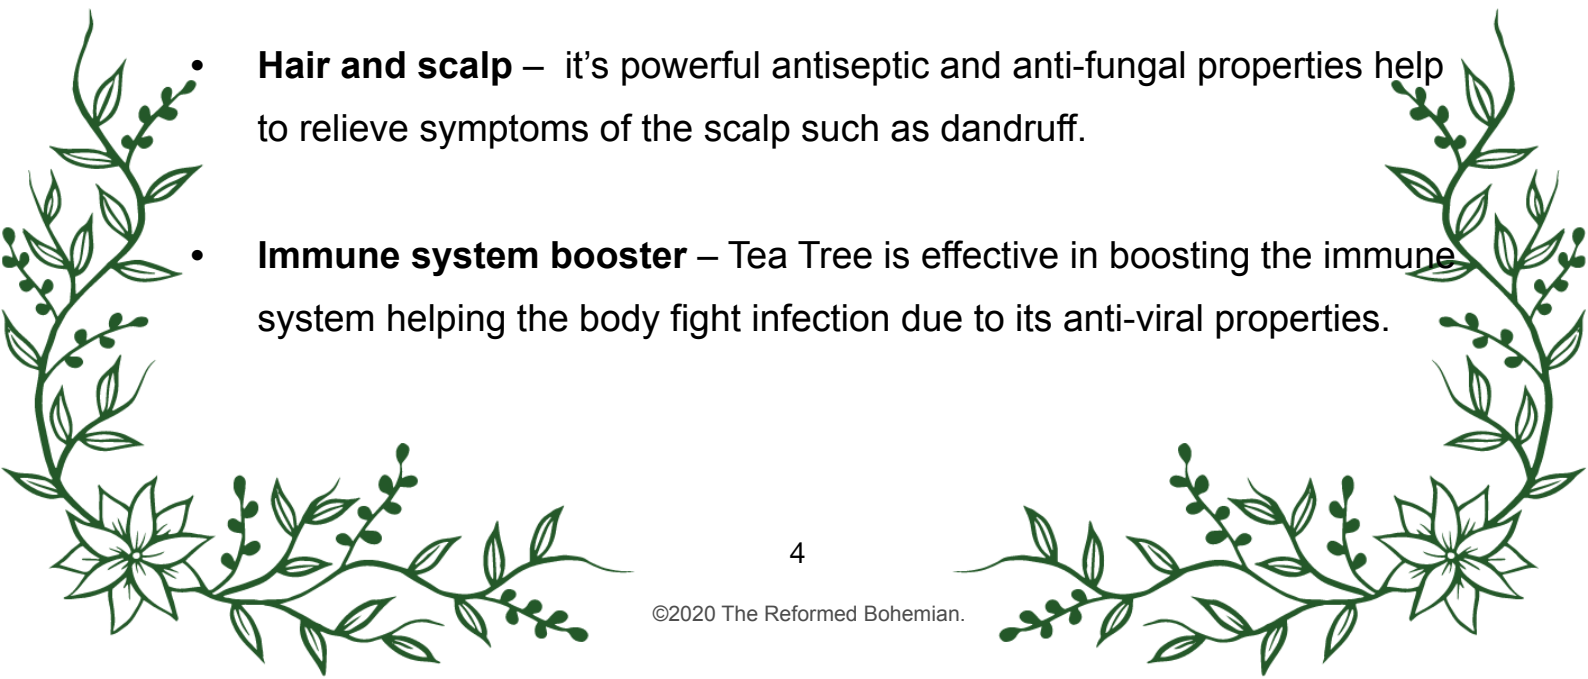 • Hair and scalp – it’s powerful antiseptic and anti-fungal properties help
to relieve symptoms of the scalp such as dandruff.
• Immune system booster – Tea Tree is effective in boosting the immune
system helping the body fight infection due to its anti-viral properties.
4
©2020 The Reformed Bohemian.